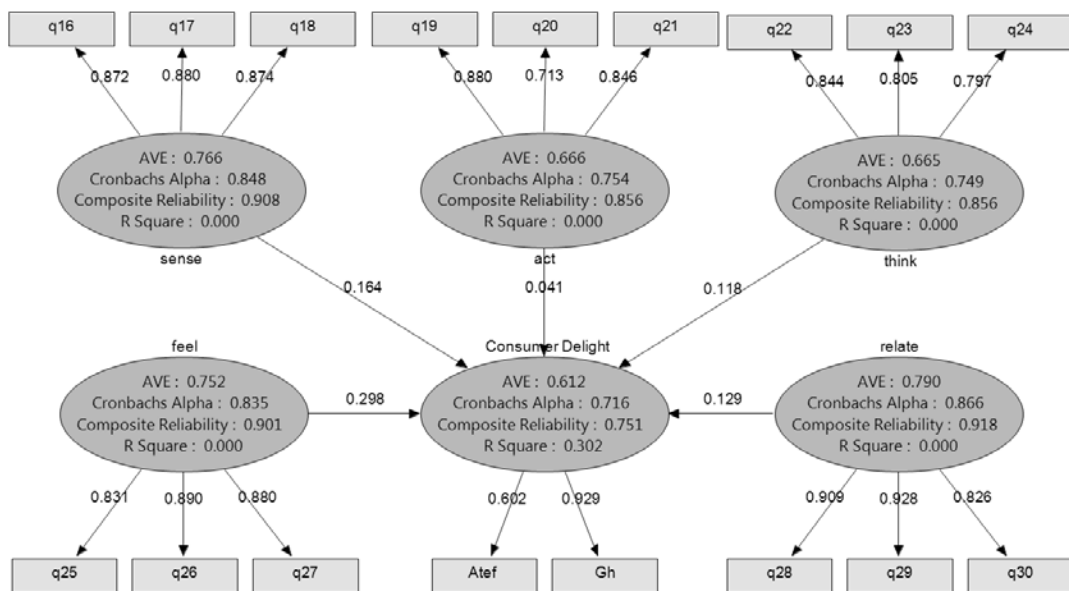 q16
q17
q18
q19
q20
q21
q22
q23
q24
0.872
0.880
0.874
0.880
0.713
0.846
0.844
0.805
0.797
AVE : 0.766
Cronbachs Alpha : 0.848
Composite Reliability : 0.908
R Square : 0.000
sense
AVE : 0.666
Cronbachs Alpha : 0.754
Composite Reliability : 0.856
R Square : 0.000
act
AVE : 0.665
Cronbachs Alpha : 0.749
Composite Reliability : 0.856
R Square : 0.000
think
0.164
0.041
0.118
feel
Consumer Delight
relate
AVE : 0.752
Cronbachs Alpha : 0.835
Composite Reliability : 0.901
R Square : 0.000
0.298
AVE : 0.612
Cronbachs Alpha : 0.716
Composite Reliability : 0.751
R Square : 0.302
0.129
AVE : 0.790
Cronbachs Alpha : 0.866
Composite Reliability : 0.918
R Square : 0.000
0.831
0.890
0.880
0.602
0.929
0.909
0.928
0.826
q25
q26
q27
Atef
Gh
q28
q29
q30